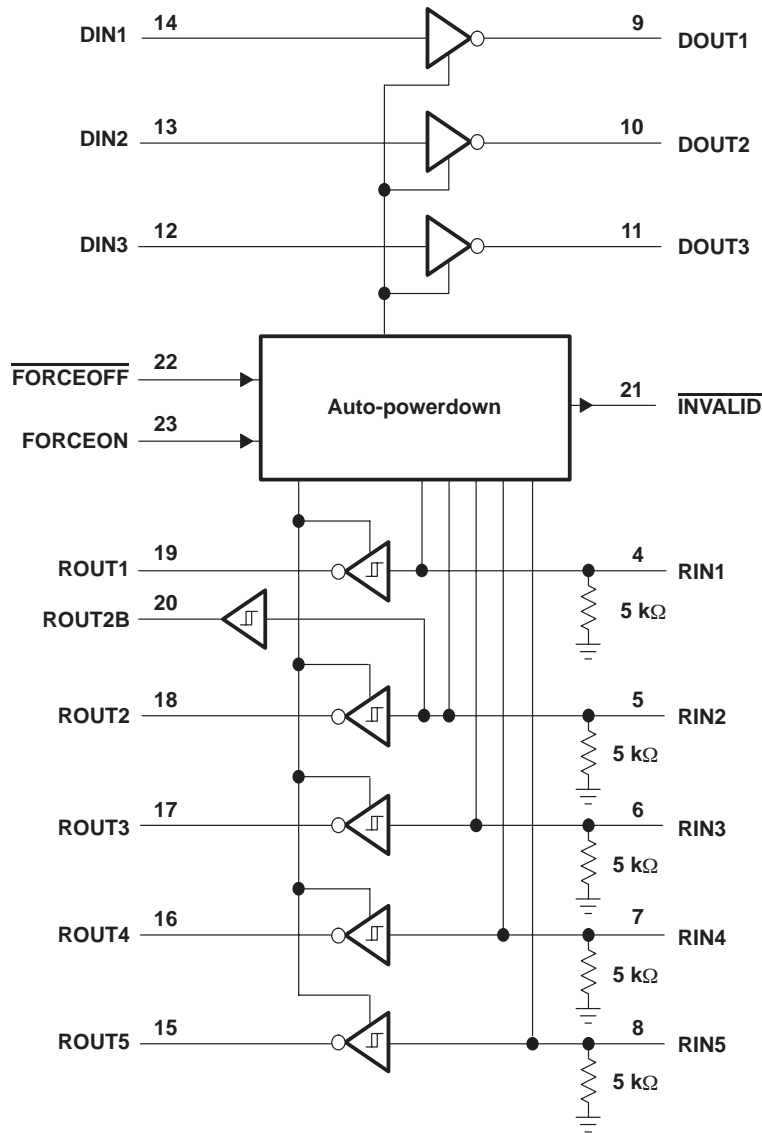 DIN1 14 9 DOUT1
DIN2 13 10 DOUT2
DIN3 12 11 DOUT3
FORCEOFF 22
Auto-powerdown 21 INVALID
FORCEON 23
ROUT1 19 4 RIN1
ROUT2B 20 5 kΩ
ROUT2 18 5 RIN2
5 kΩ
ROUT3 17 6 RIN3
5 kΩ
ROUT4 16 7 RIN4
5 kΩ
ROUT5 15 8 RIN5
5 kΩ